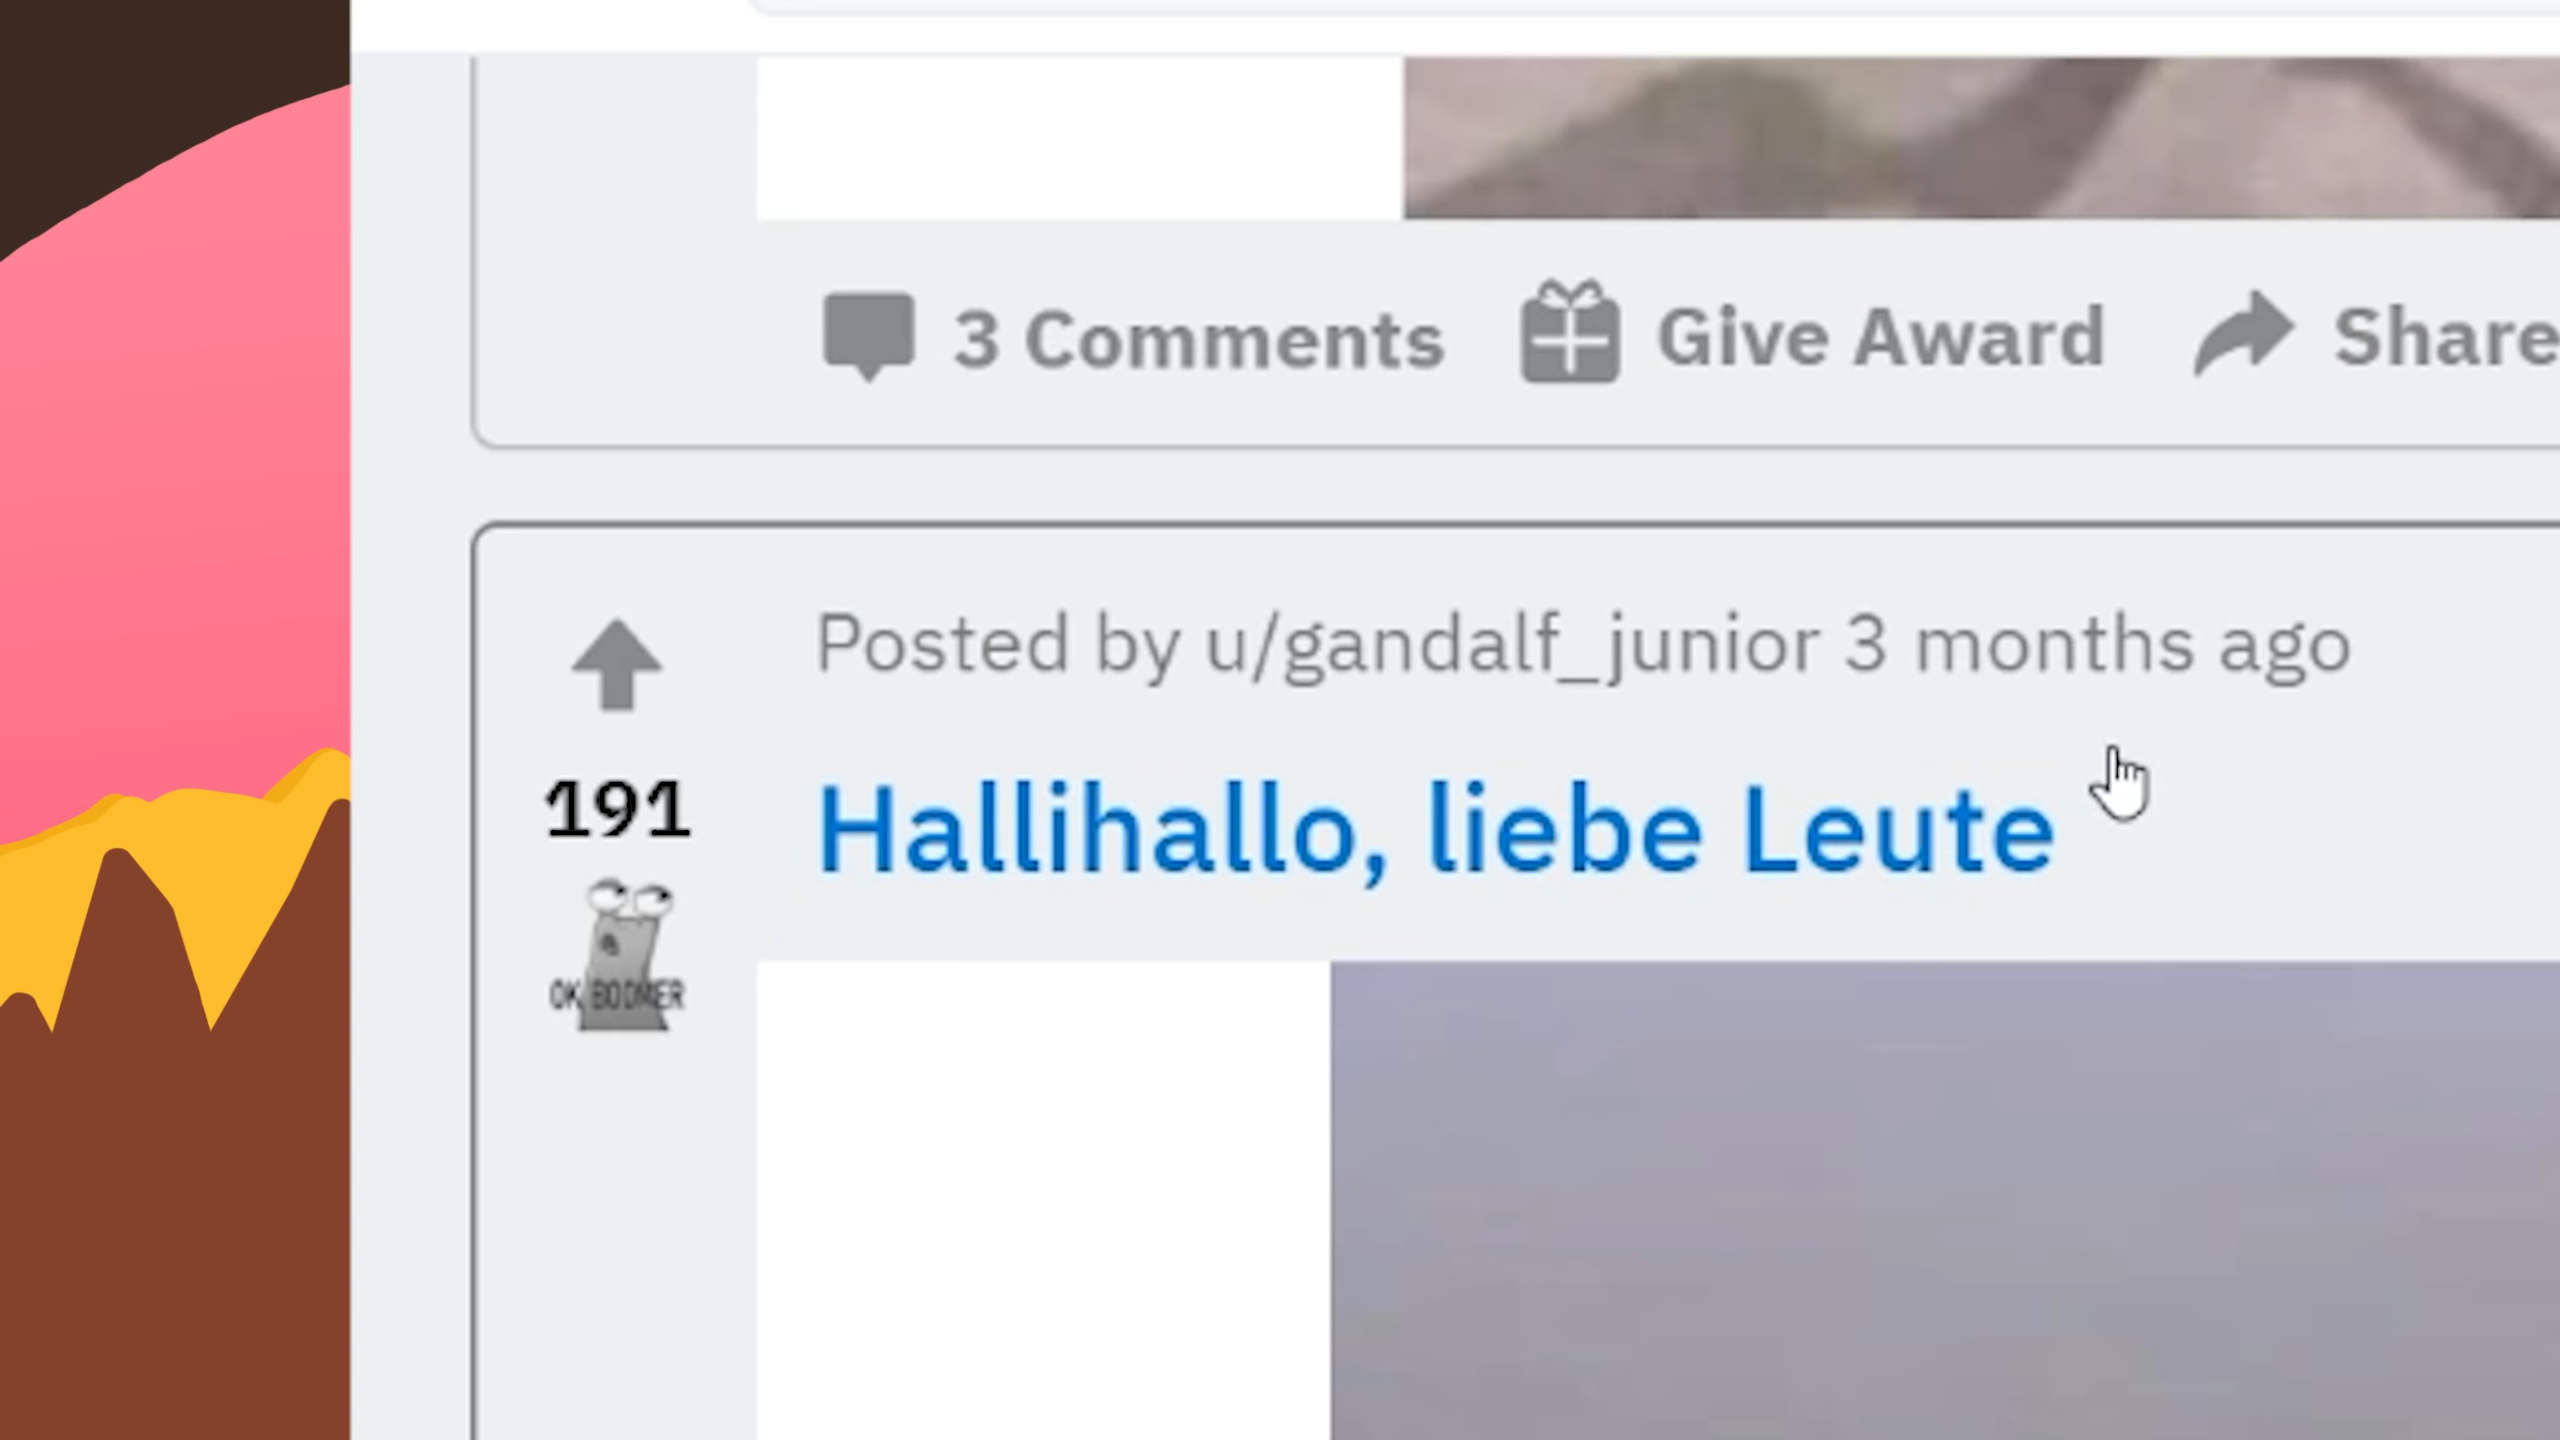 3 Comments Give Award Share
Posted by u/gandalf_junior 3 months ago
191
Hallihallo, liebe Leute
OK BOOMER